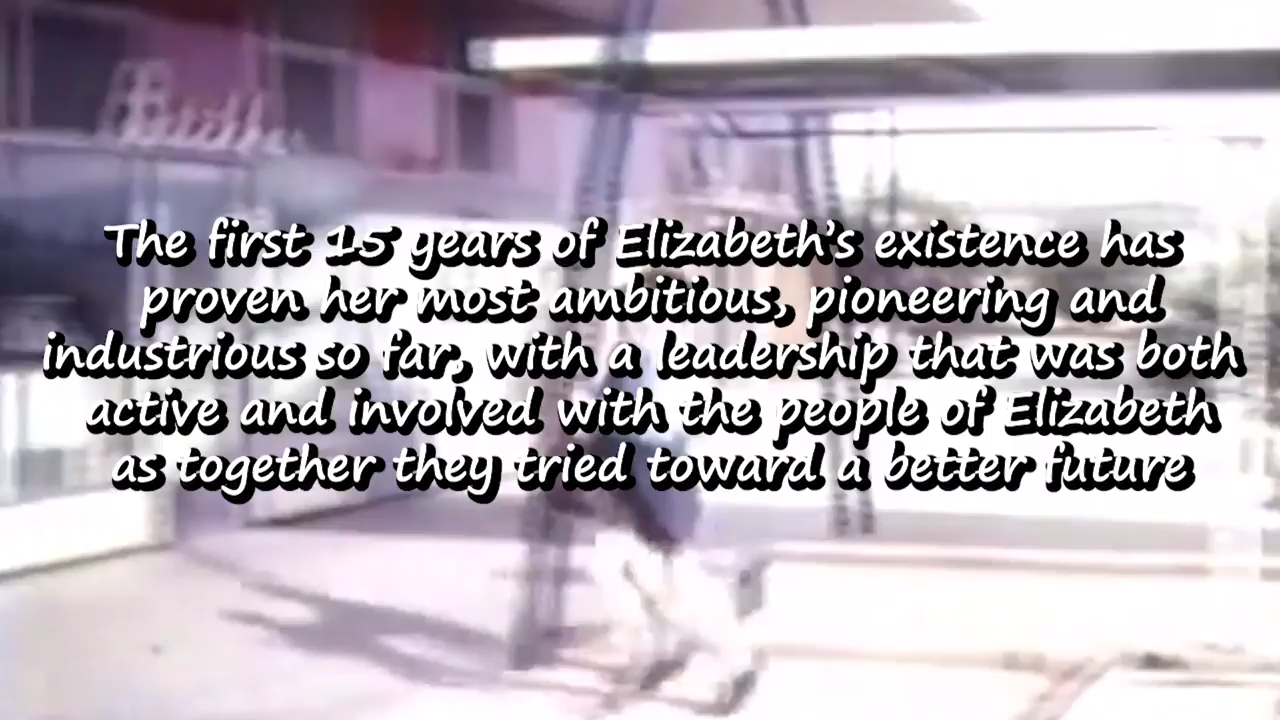 The first 15 years of Elizabeth's existence has
proven her most ambitious, pioneering and
industrious so far, with a leadership that was both
active and involved with the people of Elizabeth
as together they tried toward a better future